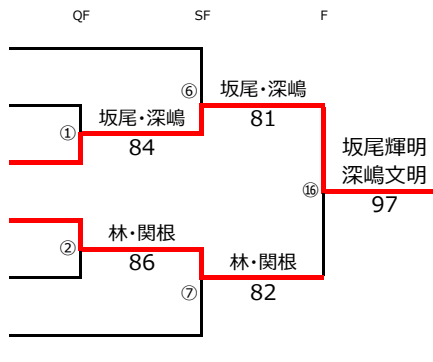 QF SF F
⑥ 坂尾・深嶋
81
① 坂尾・深嶋
84
坂尾輝明
深嶋文明
⑯ 97
② 林・関根
86
林・関根
⑦ 82